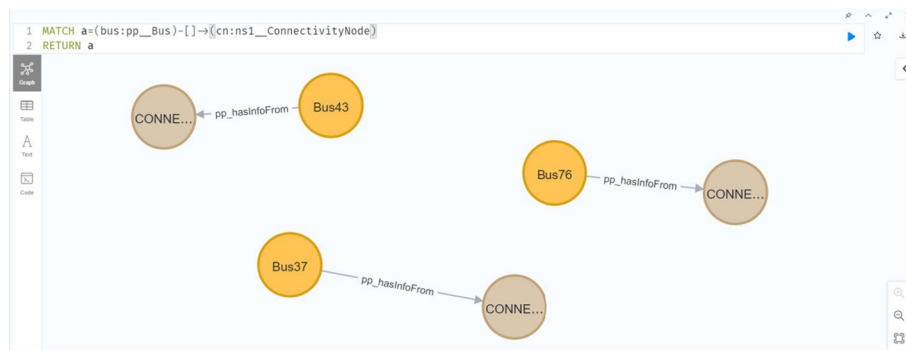 1 MATCH a=(bus:pp__Bus)-[]→(cn:ns1__ConnectivityNode)
2 RETURN a
Graph
Table
Text
Code
CONNE...
pp_hasInfoFrom
Bus43
Bus76
pp_hasInfoFrom
CONNE...
Bus37
pp_hasInfoFrom
CONNE...